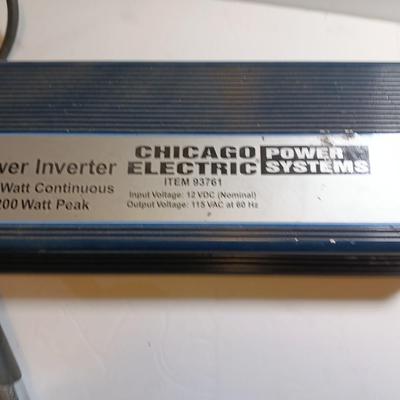 wer Inverter
Watt Continuous
200 Watt Peak
CHICAGO ELECTRIC POWER SYSTEMS
ITEM 93761
Input Voltage: 12 VDC (Nominal)
Output Voltage: 115 VAC at 60 Hz